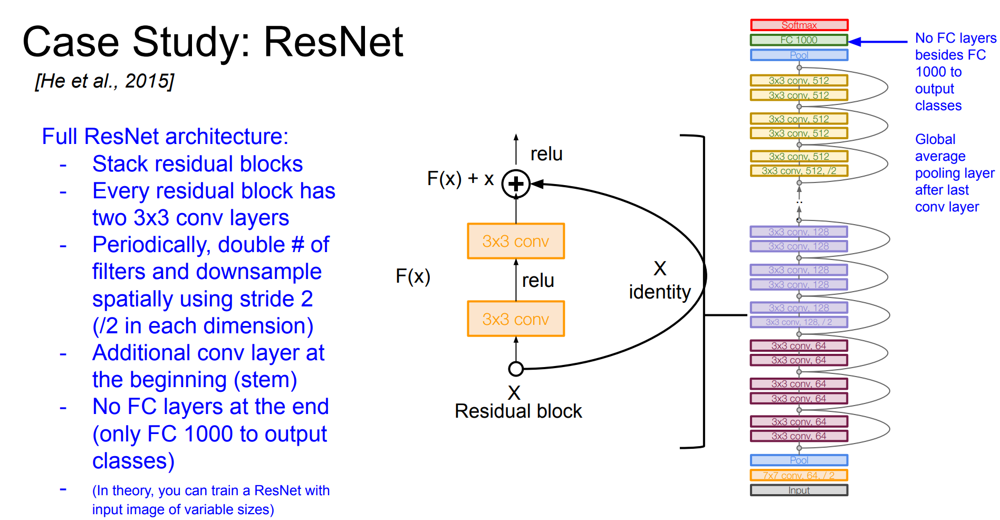 Case Study: ResNet
[He et al., 2015]
Full ResNet architecture:
- Stack residual blocks
- Every residual block has
two 3x3 conv layers
- Periodically, double # of
filters and downsample
spatially using stride 2
(/2 in each dimension)
- Additional conv layer at
the beginning (stem)
- No FC layers at the end
(only FC 1000 to output
classes)
- (In theory, you can train a ResNet with
input image of variable sizes)
relu
F(x) + x
3x3 conv
F(x)
relu
X
identity
3x3 conv
X
Residual block
Softmax
FC 1000
Pool
3x3 conv, 512
3x3 conv, 512
3x3 conv, 512
3x3 conv, 512
3x3 conv, 512
3x3 conv, 512, /2
..
3x3 conv, 128
3x3 conv, 128
3x3 conv, 128
3x3 conv, 128
3x3 conv, 128
3x3 conv, 128, / 2
3x3 conv, 64
3x3 conv, 64
3x3 conv, 64
3x3 conv, 64
3x3 conv, 64
3x3 conv, 64
Pool
7x7 conv, 64, / 2
Input
No FC layers
besides FC
1000 to
output
classes
Global
average
pooling layer
after last
conv layer